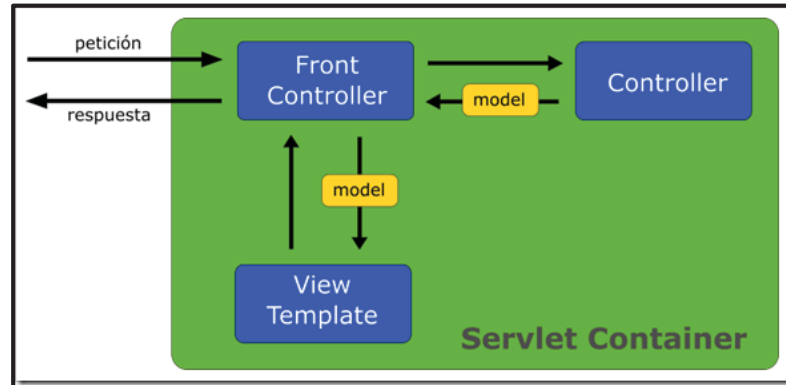 petición
respuesta
Front
Controller
model
Controller
model
View
Template
Servlet Container